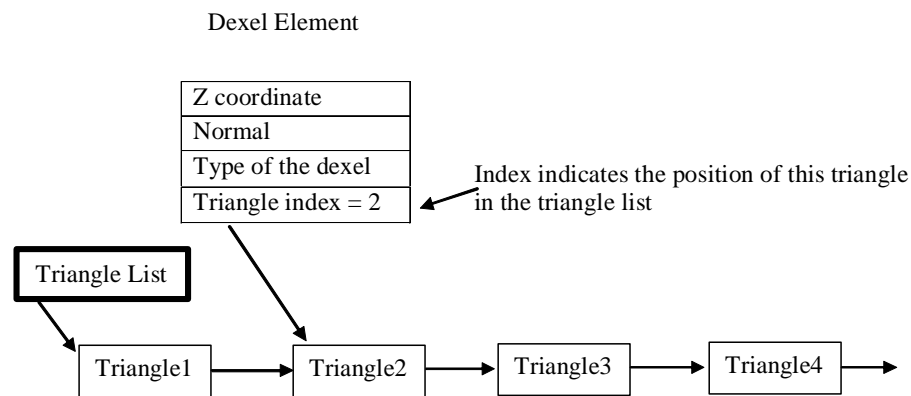 Dexel Element
Z coordinate
Normal
Type of the dexel
Triangle index = 2
Index indicates the position of this triangle
in the triangle list
Triangle List
Triangle1
Triangle2
Triangle3
Triangle4